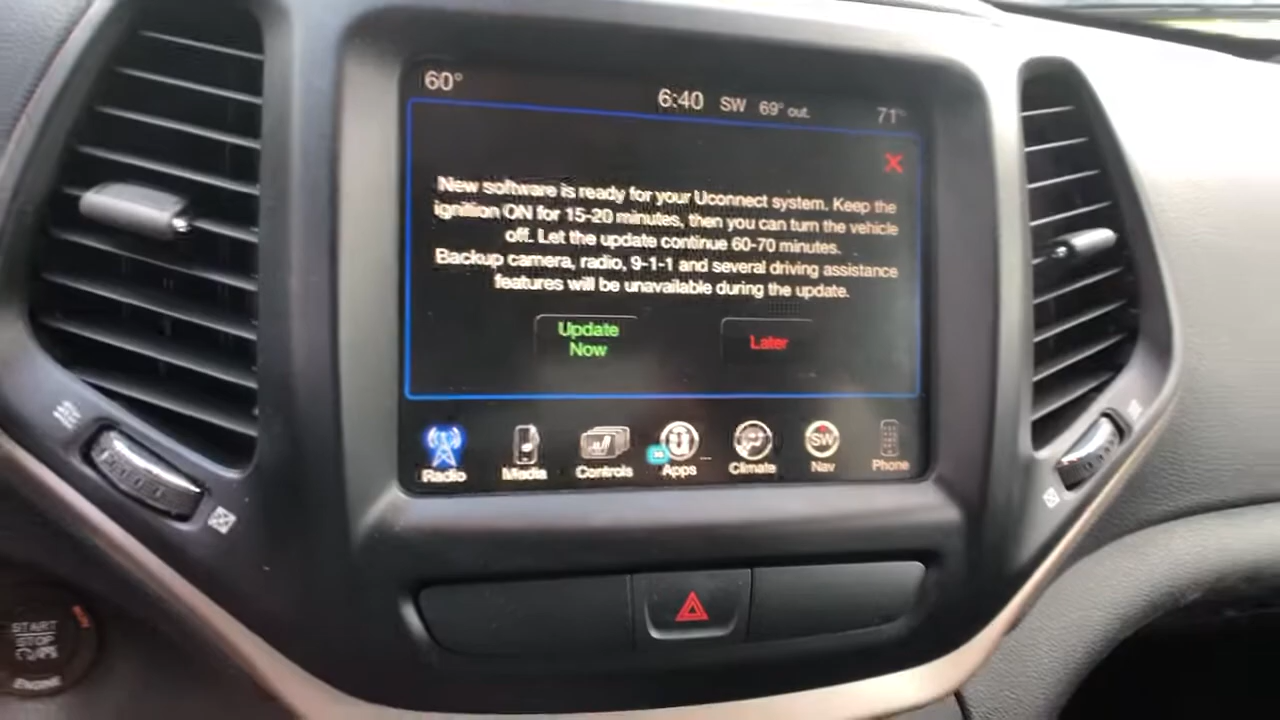 60°
6:40 SW 69° out.
71°
New software is ready for your Uconnect system. Keep the
ignition ON for 15-20 minutes, then you can turn the vehicle
off. Let the update continue 60-70 minutes.
Backup camera, radio, 9-1-1 and several driving assistance
features will be unavailable during the update.
Update
Now
Later
SW
Radio
Media
Controls
Apps
Climate
Nav
Phone
START
STOP
ENGINE